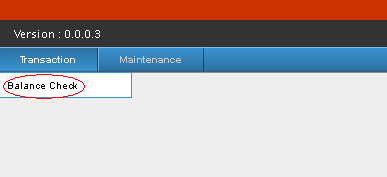 Version : 0.0.0.3
Transaction Maintenance
Balance Check